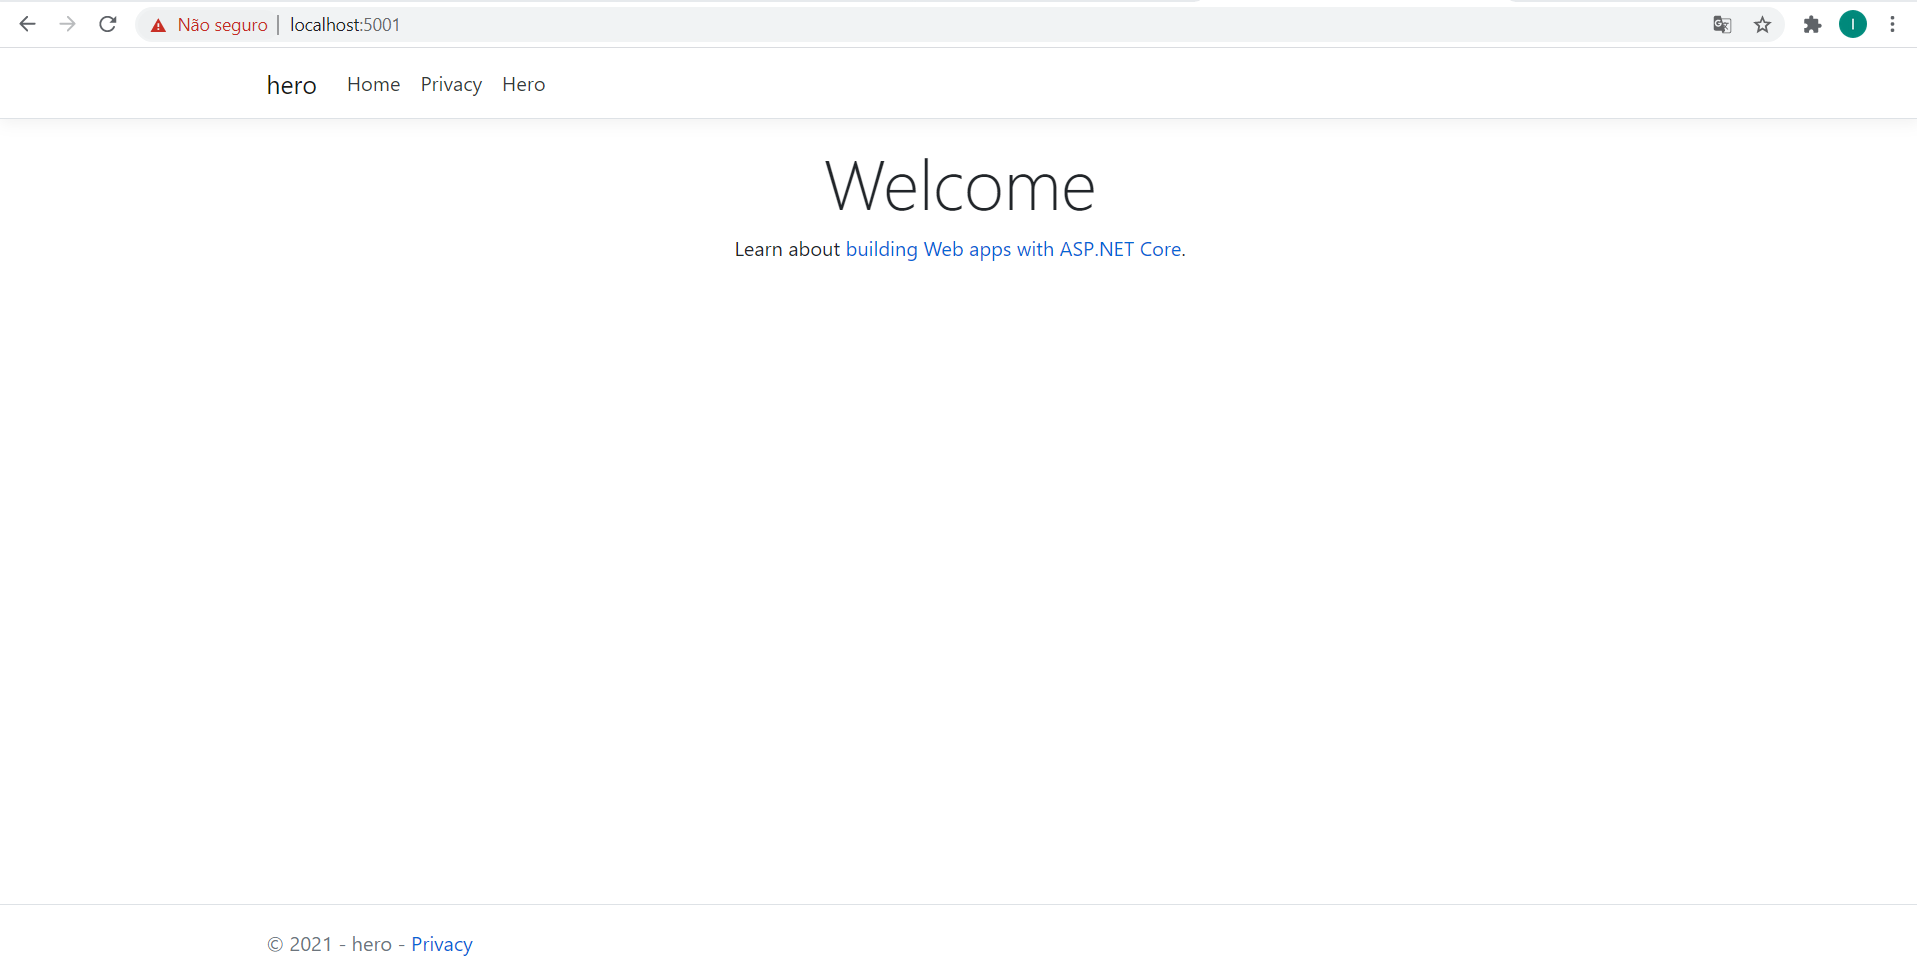 Não seguro | localhost:5001
I
hero Home Privacy Hero
Welcome
Learn about building Web apps with ASP.NET Core.
© 2021 - hero - Privacy